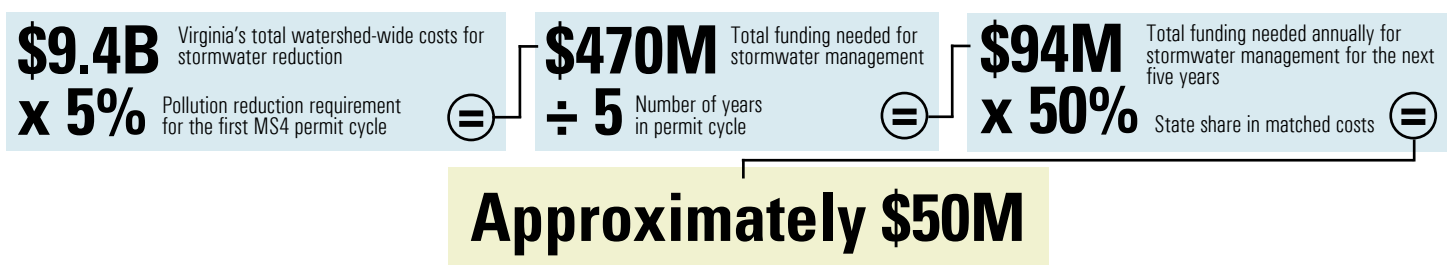 $9.4B
Virginia's total watershed-wide costs for
stormwater reduction
x 5%
Pollution reduction requirement
for the first MS4 permit cycle
=
$470M
Total funding needed for
stormwater management
÷ 5
Number of years
in permit cycle
=
$94M
Total funding needed annually for
stormwater management for the next
five years
x 50%
State share in matched costs
=
Approximately $50M